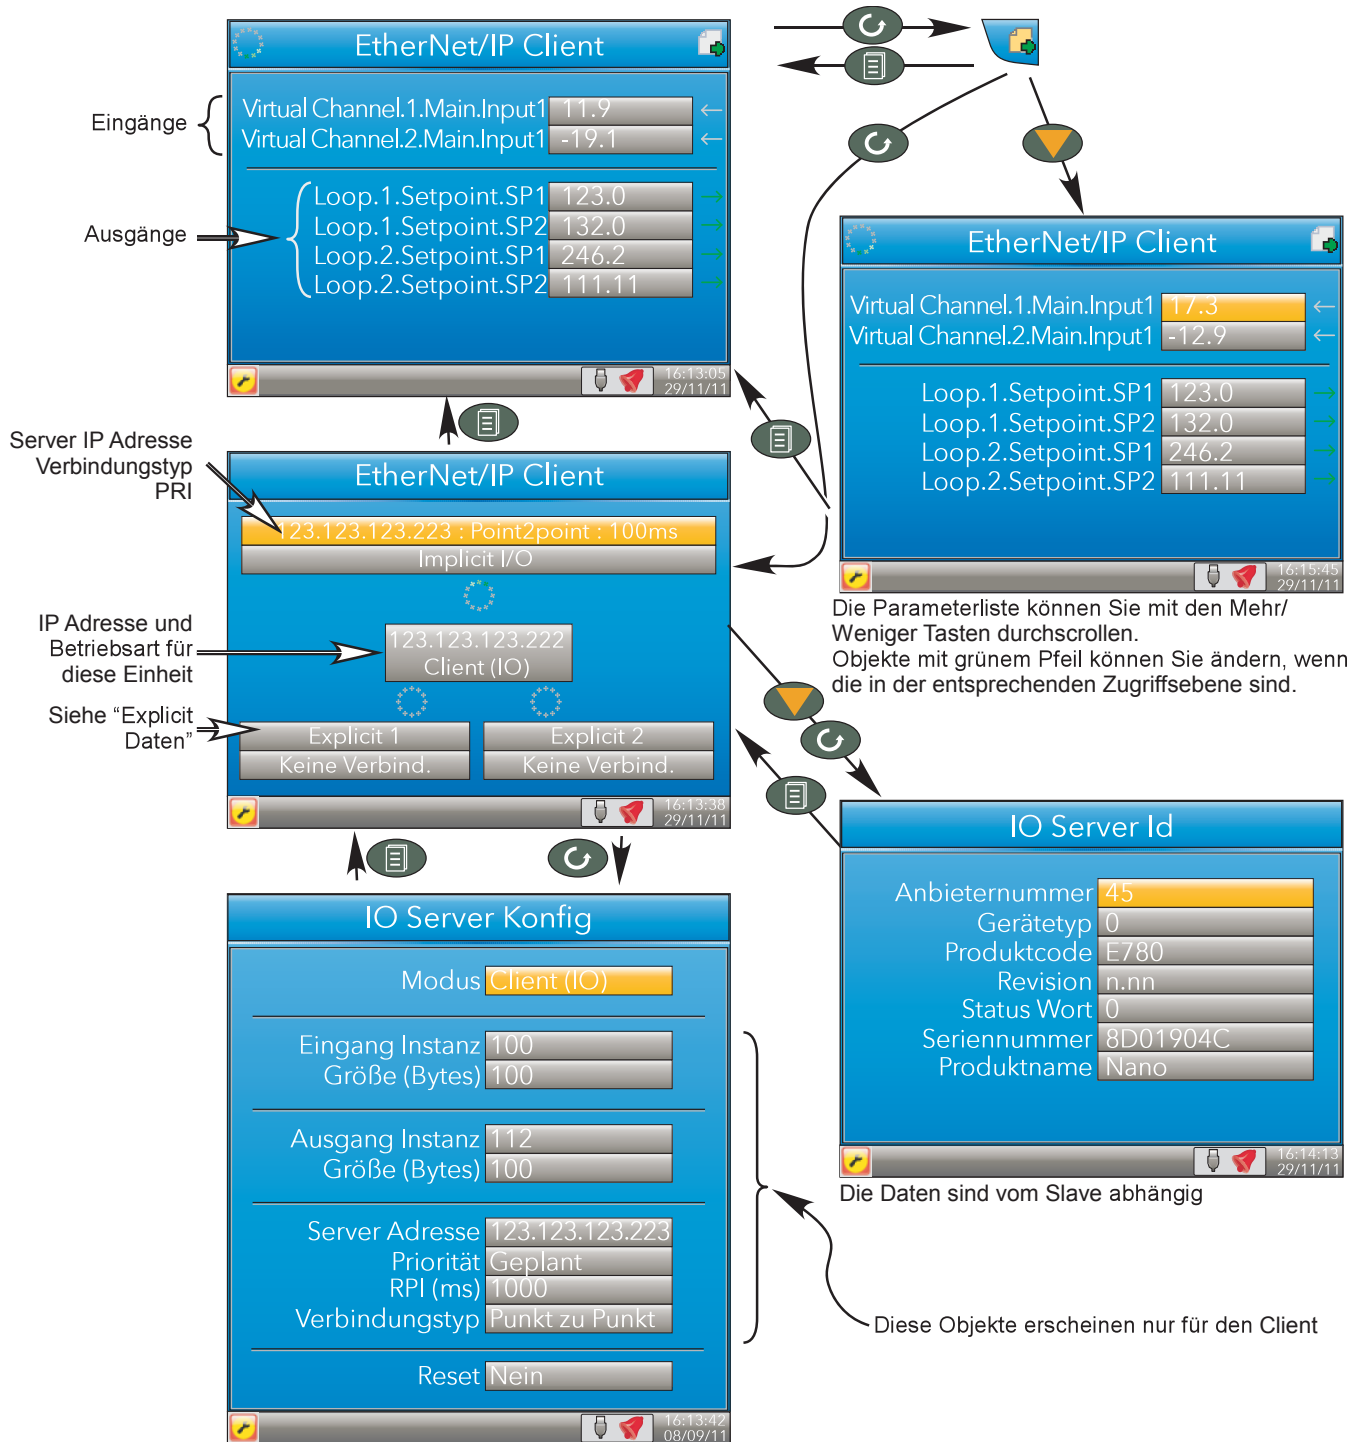 EtherNet/IP Client
Eingänge
Virtual Channel.1.Main.Input1 11.9 ←
Virtual Channel.2.Main.Input1 -19.1 ←
Ausgänge
Loop.1.Setpoint.SP1 123.0 →
Loop.1.Setpoint.SP2 132.0 →
Loop.2.Setpoint.SP1 246.2 →
Loop.2.Setpoint.SP2 111.11 →
16:13:05
29/11/11
EtherNet/IP Client
Virtual Channel.1.Main.Input1 17.3 ←
Virtual Channel.2.Main.Input1 -12.9 ←
Loop.1.Setpoint.SP1 123.0 →
Loop.1.Setpoint.SP2 132.0 →
Loop.2.Setpoint.SP1 246.2 →
Loop.2.Setpoint.SP2 111.11 →
16:15:45
29/11/11
Die Parameterliste können Sie mit den Mehr/
Weniger Tasten durchscrollen.
Objekte mit grünem Pfeil können Sie ändern, wenn
die in der entsprechenden Zugriffsebene sind.
Server IP Adresse
Verbindungstyp
PRI
IP Adresse und
Betriebsart für
diese Einheit
Siehe “Explicit
Daten”
EtherNet/IP Client
123.123.123.223 : Point2point : 100ms
Implicit I/O
123.123.123.222
Client (IO)
Explicit 1
Keine Verbind.
Explicit 2
Keine Verbind.
16:13:38
29/11/11
IO Server Id
Anbieternummer 45
Gerätetyp 0
Produktcode E780
Revision n.nn
Status Wort 0
Seriennummer 8D01904C
Produktname Nano
16:14:13
29/11/11
Die Daten sind vom Slave abhängig
IO Server Konfig
Modus Client (IO)
Eingang Instanz 100
Größe (Bytes) 100
Ausgang Instanz 112
Größe (Bytes) 100
Server Adresse 123.123.123.223
Priorität Geplant
RPI (ms) 1000
Verbindungstyp Punkt zu Punkt
Reset Nein
16:13:42
08/09/11
Diese Objekte erscheinen nur für den Client